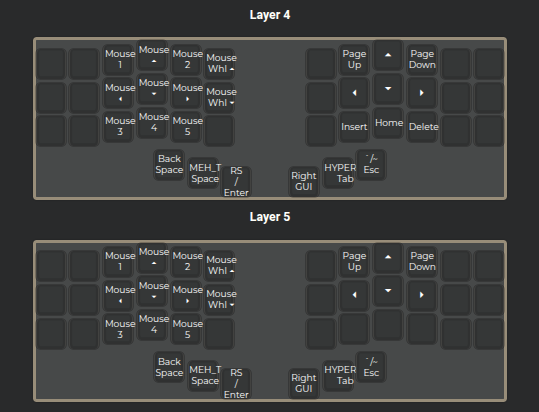 Layer 4
Mouse 1
Mouse ▲
Mouse 2
Mouse Whl ▲
Page Up
▲
Page Down
Mouse ◀
Mouse ▼
Mouse ▶
Mouse Whl ▼
◀
▼
▶
Mouse 3
Mouse 4
Mouse 5
Insert
Home
Delete
Back Space
MEH_T Space
RS / Enter
Right GUI
HYPER Tab
`/~ Esc
Layer 5
Mouse 1
Mouse ▲
Mouse 2
Mouse Whl ▲
Page Up
▲
Page Down
Mouse ◀
Mouse ▼
Mouse ▶
Mouse Whl ▼
◀
▼
▶
Mouse 3
Mouse 4
Mouse 5
Back Space
MEH_T Space
RS / Enter
Right GUI
HYPER Tab
`/~ Esc